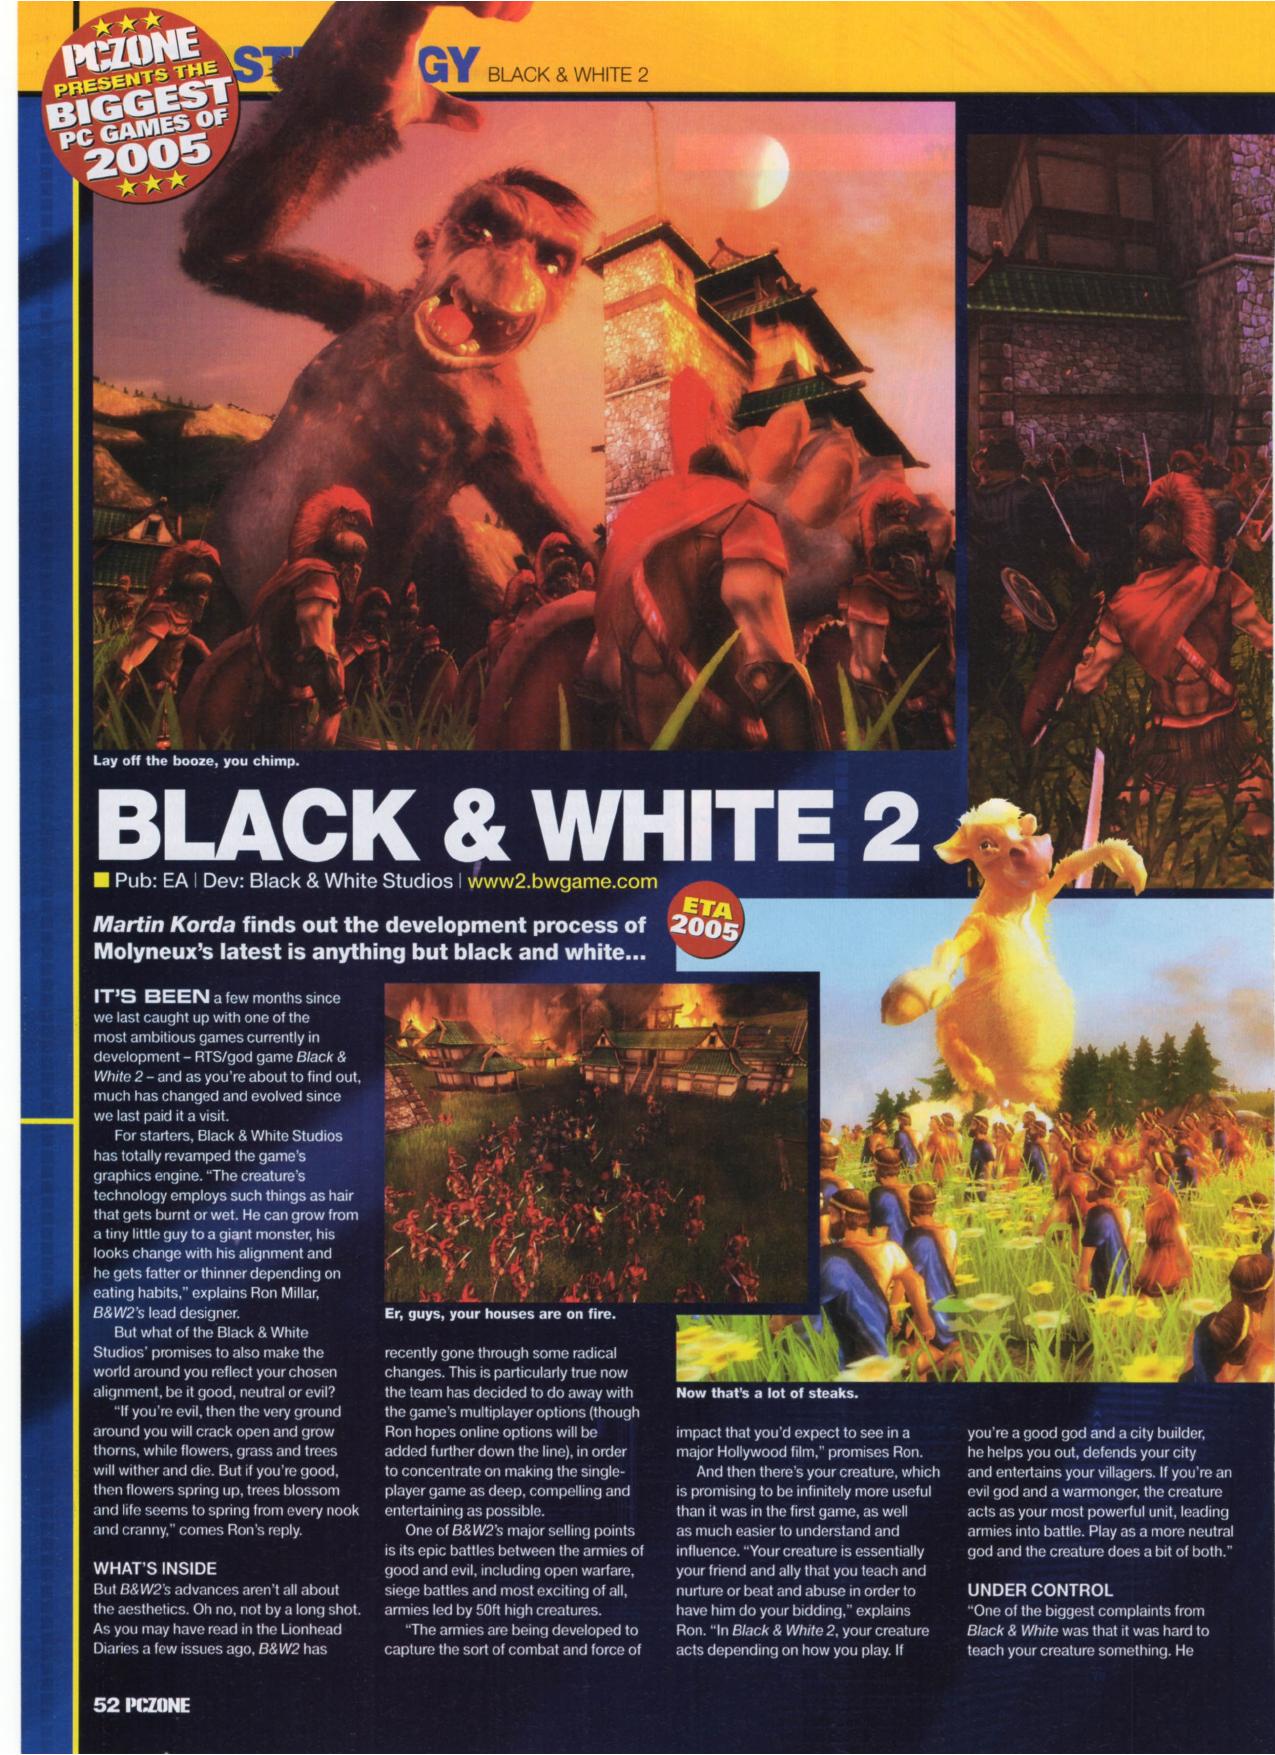 PCZONE
PRESENTS THE
BIGGEST
PC GAMES OF
2005
ST GY BLACK & WHITE 2
Lay off the booze, you chimp.
BLACK & WHITE 2
Pub: EA | Dev: Black & White Studios | www2.bwgame.com
ETA
2005
Martin Korda finds out the development process of
Molyneux's latest is anything but black and white...
IT'S BEEN a few months since
we last caught up with one of the
most ambitious games currently in
development – RTS/god game Black &
White 2 – and as you're about to find out,
much has changed and evolved since
we last paid it a visit.
For starters, Black & White Studios
has totally revamped the game's
graphics engine. “The creature's
technology employs such things as hair
that gets burnt or wet. He can grow from
a tiny little guy to a giant monster, his
looks change with his alignment and
he gets fatter or thinner depending on
eating habits,” explains Ron Millar,
B&W2's lead designer.
But what of the Black & White
Studios' promises to also make the
world around you reflect your chosen
alignment, be it good, neutral or evil?
“If you're evil, then the very ground
around you will crack open and grow
thorns, while flowers, grass and trees
will wither and die. But if you're good,
then flowers spring up, trees blossom
and life seems to spring from every nook
and cranny,” comes Ron's reply.
WHAT'S INSIDE
But B&W2's advances aren't all about
the aesthetics. Oh no, not by a long shot.
As you may have read in the Lionhead
Diaries a few issues ago, B&W2 has
Er, guys, your houses are on fire.
recently gone through some radical
changes. This is particularly true now
the team has decided to do away with
the game's multiplayer options (though
Ron hopes online options will be
added further down the line), in order
to concentrate on making the single-
player game as deep, compelling and
entertaining as possible.
One of B&W2's major selling points
is its epic battles between the armies of
good and evil, including open warfare,
siege battles and most exciting of all,
armies led by 50ft high creatures.
“The armies are being developed to
capture the sort of combat and force of
Now that's a lot of steaks.
impact that you'd expect to see in a
major Hollywood film,” promises Ron.
And then there's your creature, which
is promising to be infinitely more useful
than it was in the first game, as well
as much easier to understand and
influence. “Your creature is essentially
your friend and ally that you teach and
nurture or beat and abuse in order to
have him do your bidding,” explains
Ron. “In Black & White 2, your creature
acts depending on how you play. If
you're a good god and a city builder,
he helps you out, defends your city
and entertains your villagers. If you're an
evil god and a warmonger, the creature
acts as your most powerful unit, leading
armies into battle. Play as a more neutral
god and the creature does a bit of both.”
UNDER CONTROL
“One of the biggest complaints from
Black & White was that it was hard to
teach your creature something. He
52 PCZONE